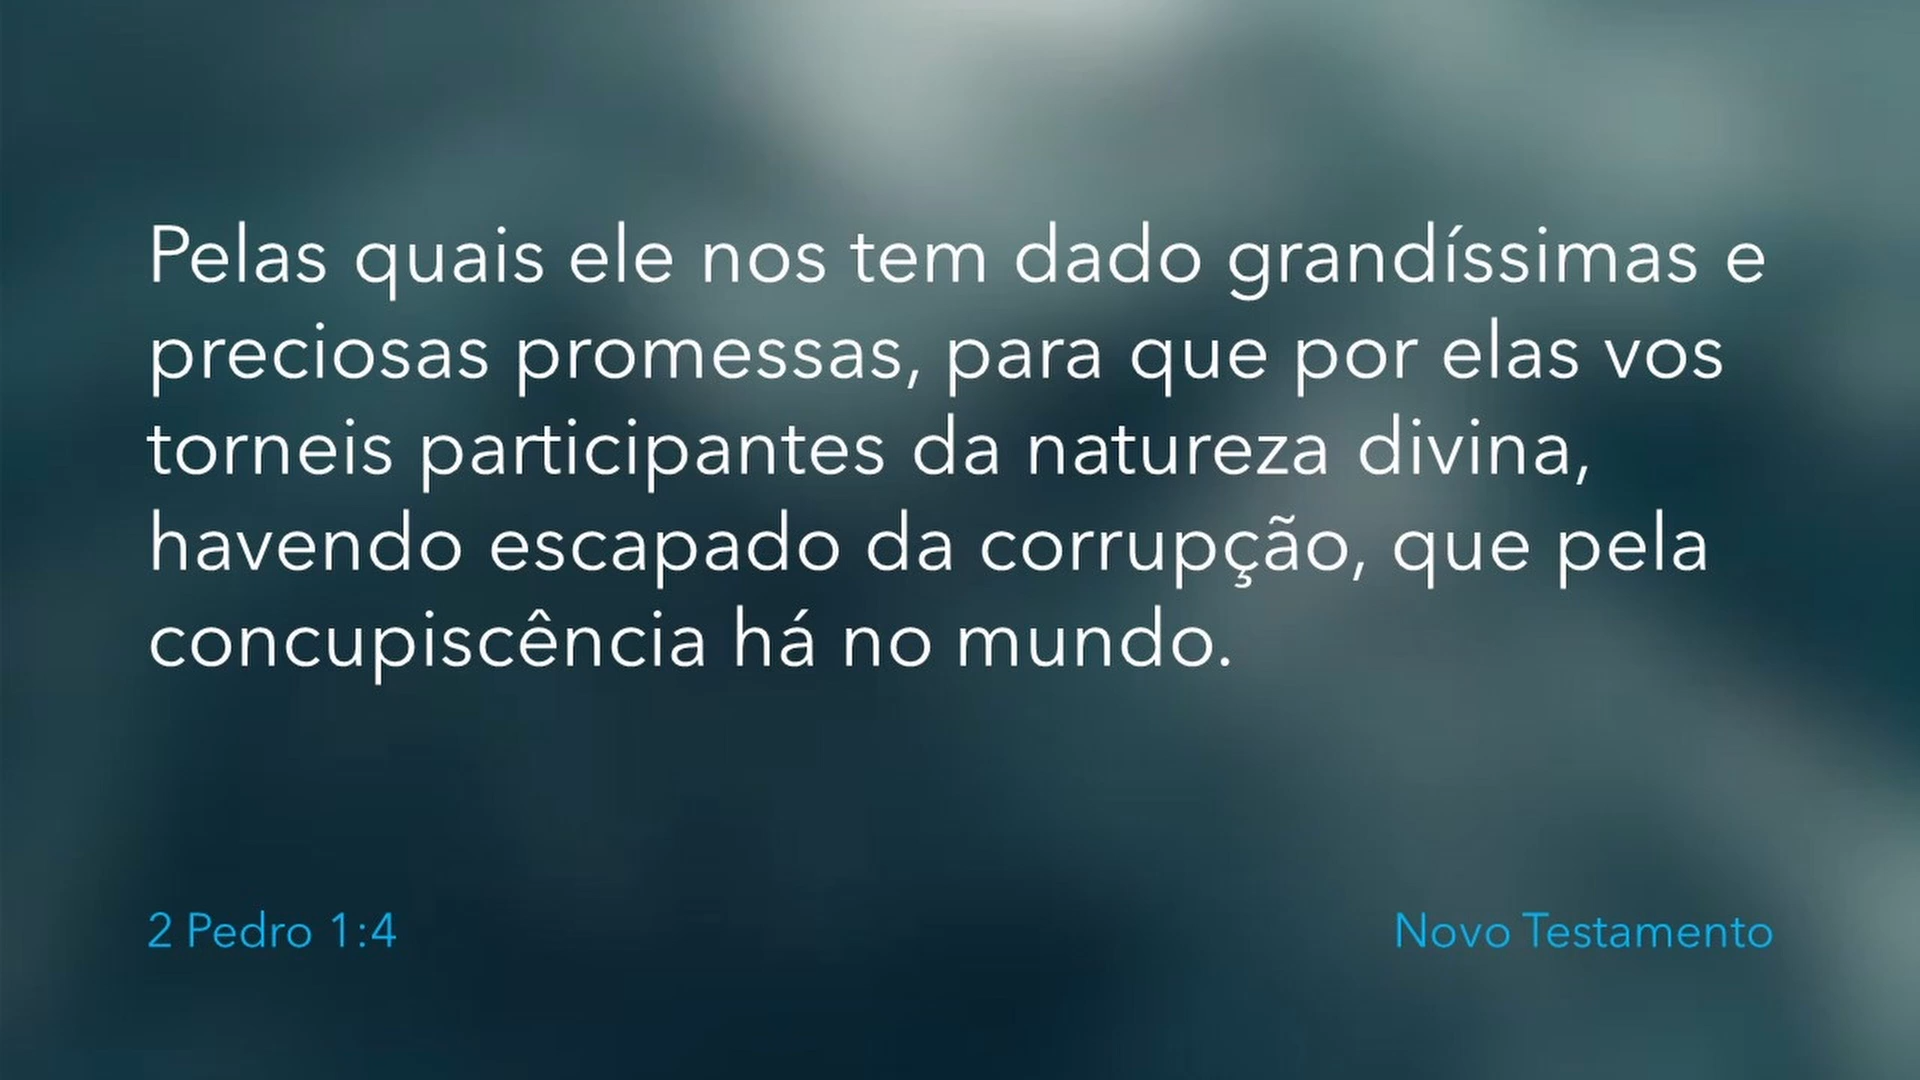 Pelas quais ele nos tem dado grandíssimas e
preciosas promessas, para que por elas vos
torneis participantes da natureza divina,
havendo escapado da corrupção, que pela
concupiscência há no mundo.
2 Pedro 1:4
Novo Testamento